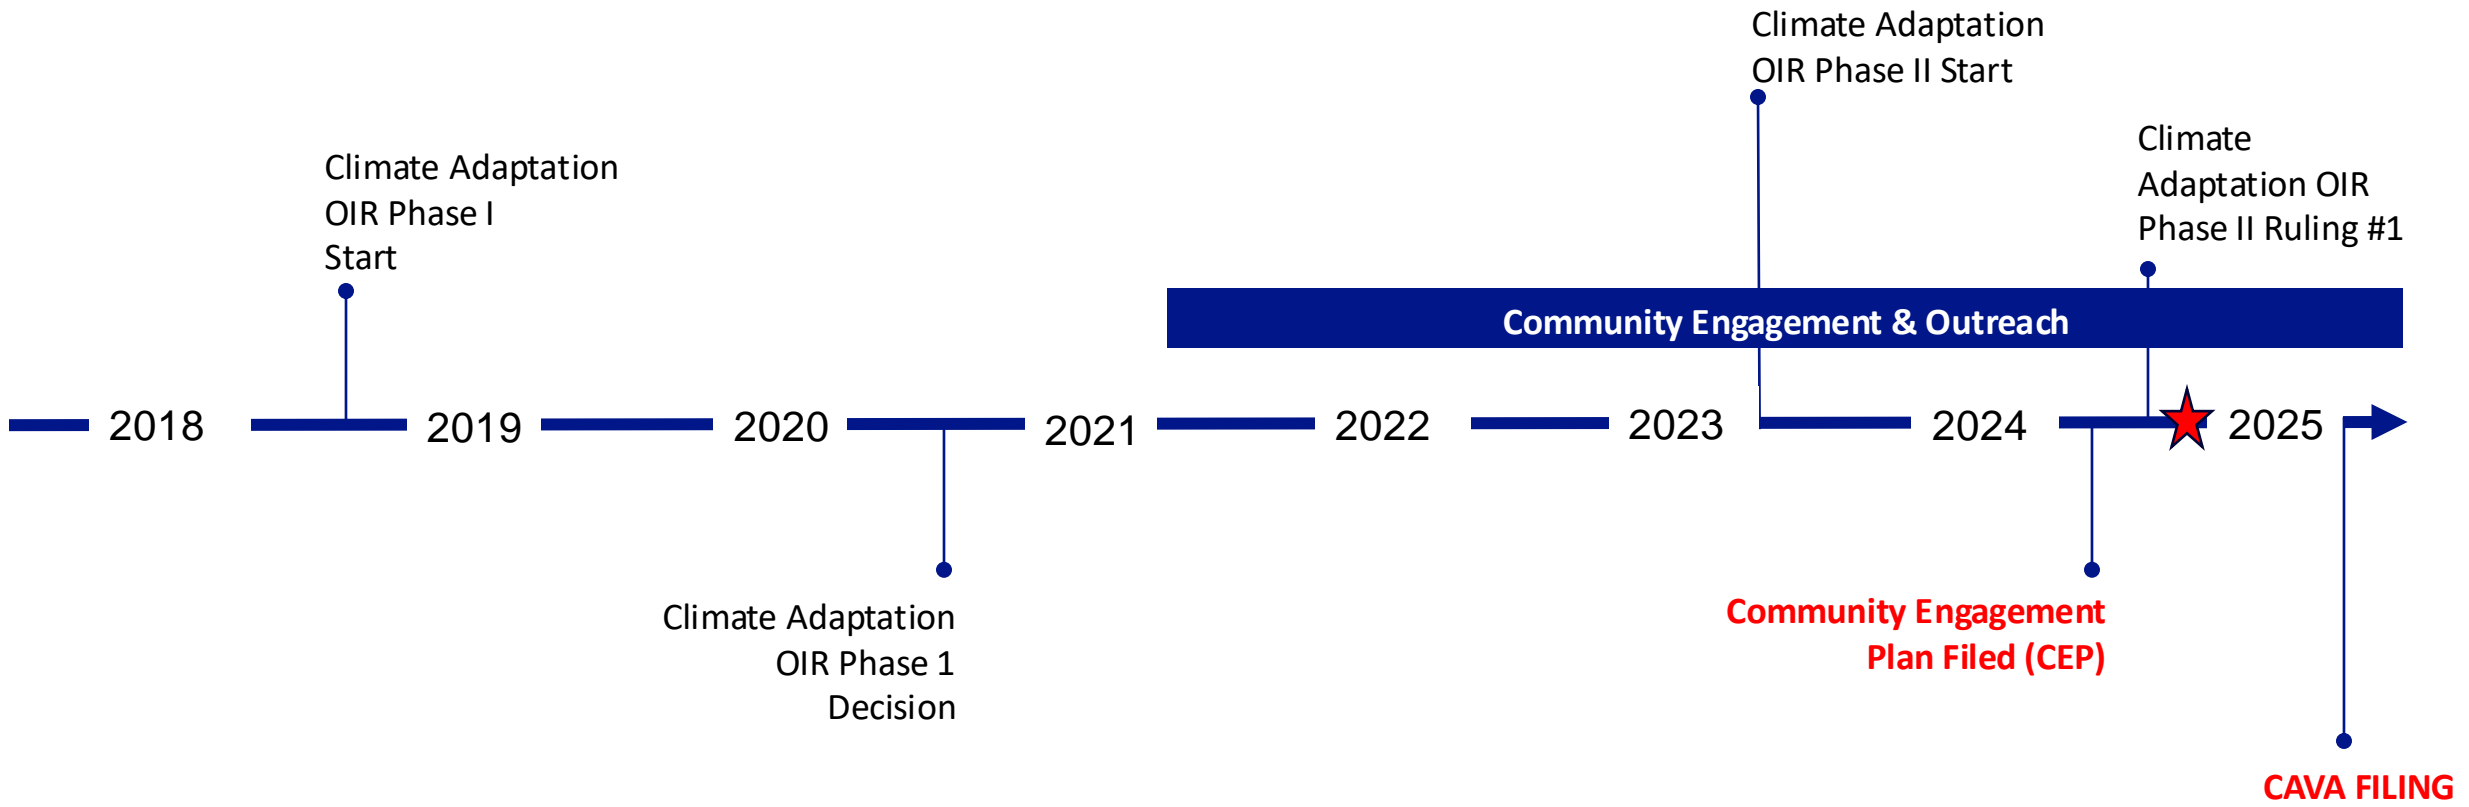 Climate Adaptation
OIR Phase II Start
Climate
Adaptation OIR
Phase II Ruling #1
Climate Adaptation
OIR Phase I
Start
Community Engagement & Outreach
2018
2019
2020
2021
2022
2023
2024
2025
Climate Adaptation
OIR Phase 1
Decision
Community Engagement
Plan Filed (CEP)
CAVA FILING